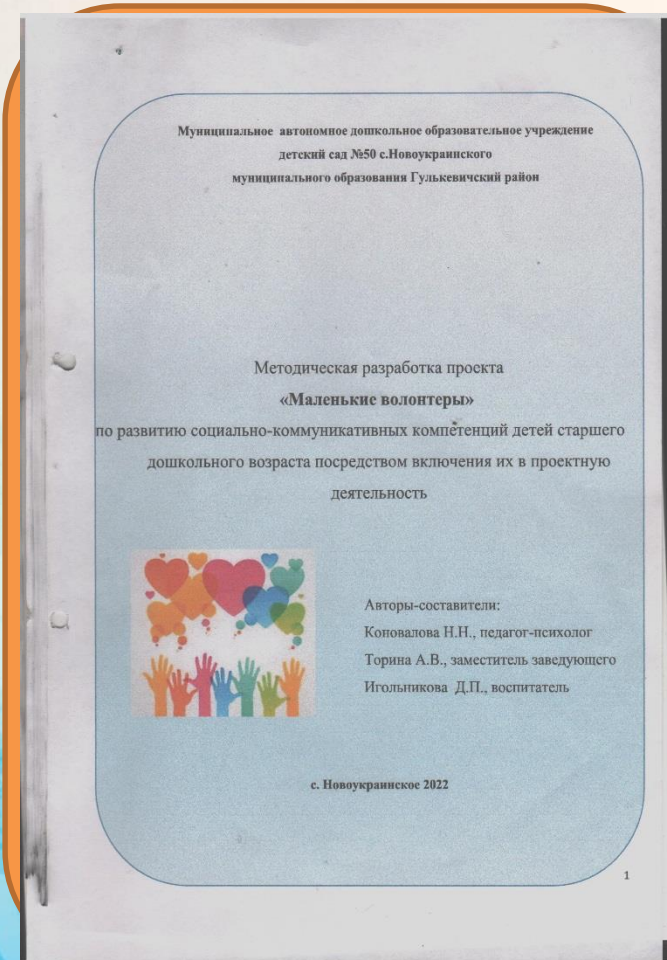 Муниципальное автономное дошкольное образовательное учреждение
детский сад №50 с.Новоукраинского
муниципального образования Гулькевичский район
Методическая разработка проекта
«Маленькие волонтеры»
по развитию социально-коммуникативных компетенций детей старшего
дошкольного возраста посредством включения их в проектную
деятельность
Авторы-составители:
Коновалова Н.Н., педагог-психолог
Торина А.В., заместитель заведующего
Игольникова Д.П., воспитатель
с. Новоукраинское 2022
1